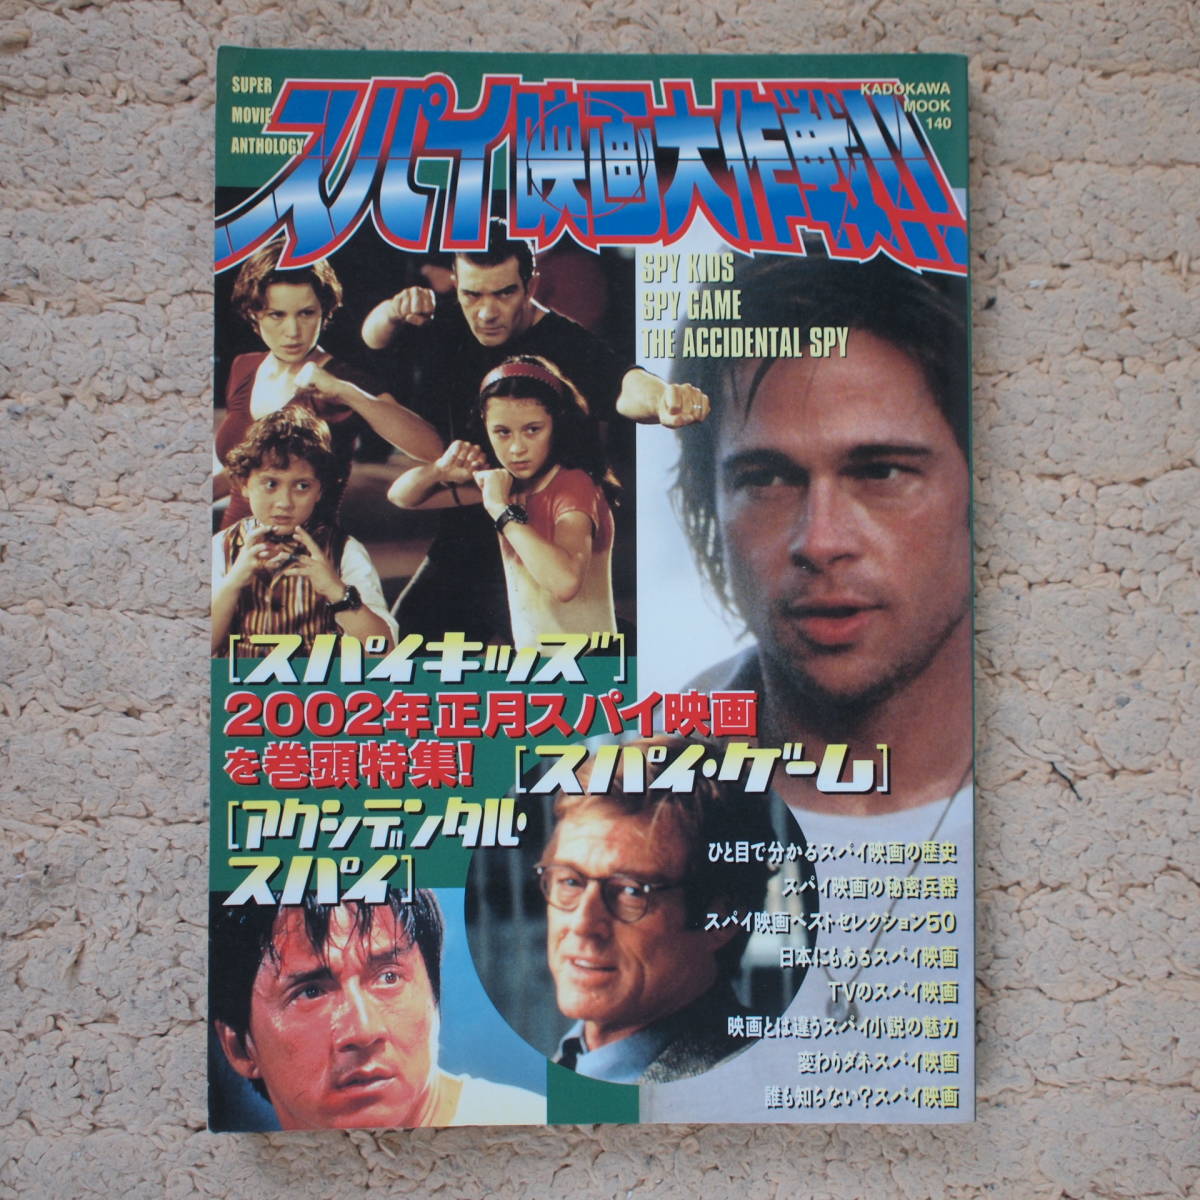 SUPER
MOVIE
ANTHOLOGY
スパイ映画大作戦!!
KADOKAWA
MOOK
140
SPY KIDS
SPY GAME
THE ACCIDENTAL SPY
[スパイキッズ]
2002年正月スパイ映画
を巻頭特集!
[スパイ・ゲーム]
[アクシデンタル・
スパイ]
ひと目で分かるスパイ映画の歴史
スパイ映画の秘密兵器
スパイ映画ベストセレクション50
日本にもあるスパイ映画
TVのスパイ映画
映画とは違うスパイ小説の魅力
変わりダネスパイ映画
誰も知らない?スパイ映画